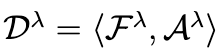 𝒟^λ = ⟨ℱ^λ, 𝒜^λ⟩